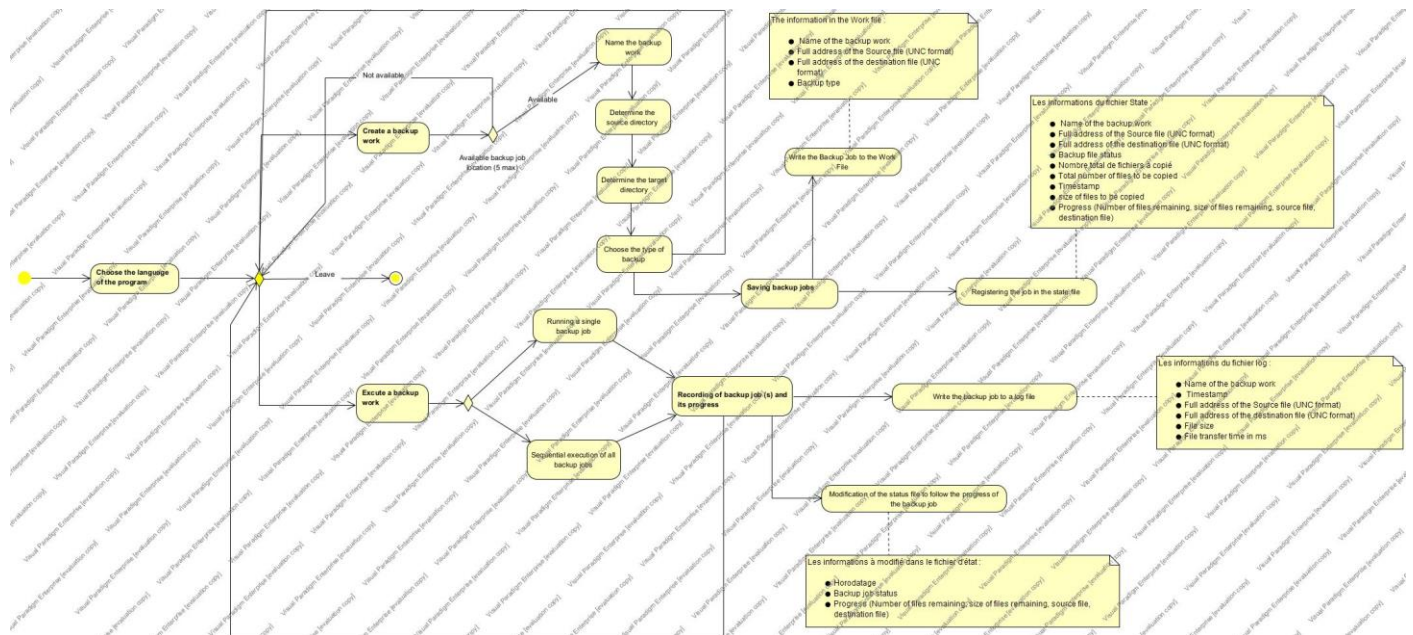 The information in the Work file :
Name of the backup work
Full address of the Source file (UNC format)
Full address of the destination file (UNC
format)
Backup type
Name the backup
work
Not available
Available
Determine the
source directory
Create a backup
work
Available backup job
location (5 max)
Determine the target
directory
Write the Backup Job to the Work
File
Les informations du fichier State :
Name of the backup work
Full address of the Source file (UNC format)
Full address of the destination file (UNC format)
Backup file status
Nombre total de fichiers à copié
Total number of files to be copied
Timestamp
size of files to be copied
Progress (Number of files remaining, size of files remaining, source file,
destination file)
Choose the type of
backup
Choose the language
of the program
Leave
Saving backup jobs
Registering the job in the state file
Running a single
backup job
Excute a backup
work
Recording of backup job (s) and
its progress
Write the backup job to a log file
Les informations du fichier log :
Name of the backup work
Timestamp
Full address of the Source file (UNC format)
Full address of the destination file (UNC format)
File size
File transfer time in ms
Sequential execution of all
backup jobs
Modification of the status file to follow the progress of
the backup job
Les informations à modifié dans le fichier d'état :
Horodatage
Backup job status
Progress (Number of files remaining, size of files remaining, source file,
destination file)
Visual Paradigm Enterprise [evaluation copy]